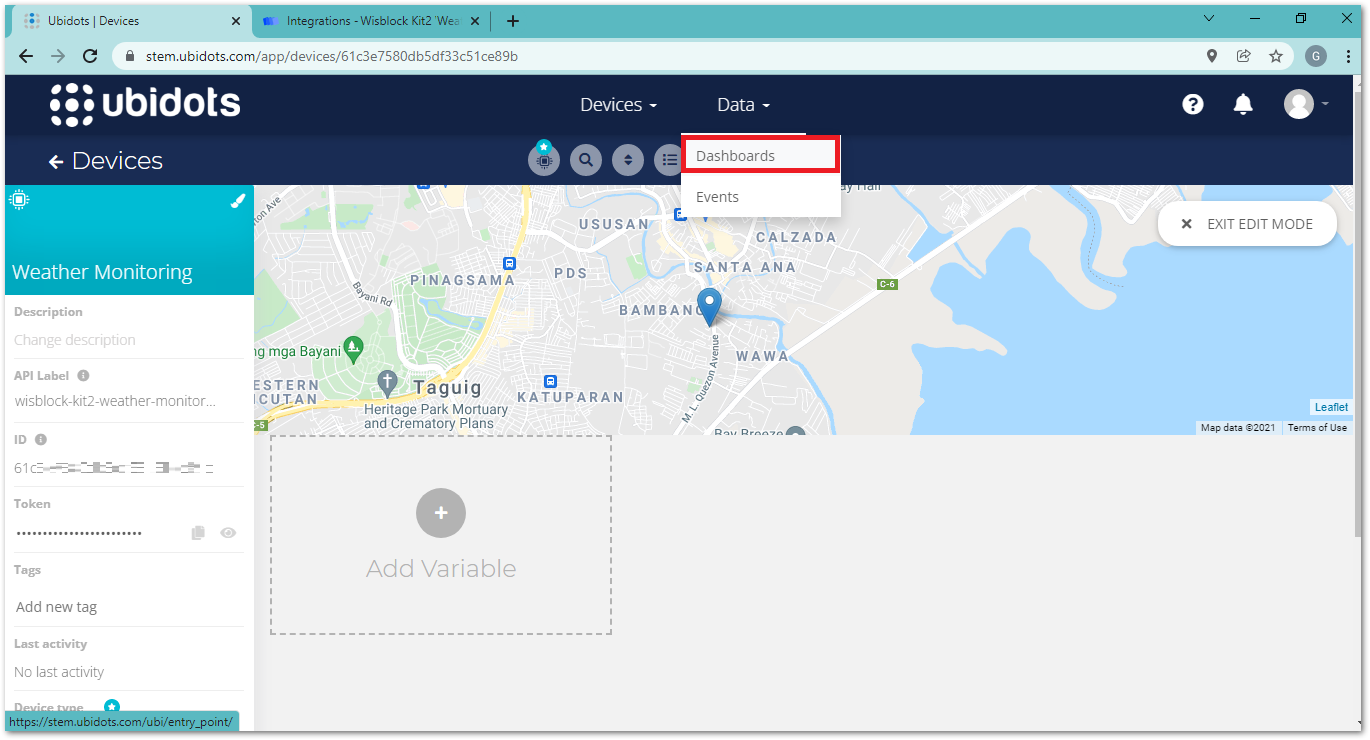 Ubidots | Devices
Integrations - Wisblock Kit2 'Wea
stem.ubidots.com/app/devices/61c3e7580db5df33c51ce89b
G
ubidots
Devices
Data
Devices
Dashboards
Events
EXIT EDIT MODE
Weather Monitoring
Description
Change description
API Label
wisblock-kit2-weather-monitor...
ID
61c
Token
Tags
Add new tag
Last activity
No last activity
Device type
https://stem.ubidots.com/ubi/entry_point/
USUSAN
CALZADA
SANTA ANA
PDS
PINAGSAMA
Bayani Rd
C-6
BAMBANG
ng mga Bayani
WAWA
M. L. Quezon Avenue
ESTERN
CUTAN
Taguig
KATUPARAN
Heritage Park Mortuary
and Crematory Plans
C-5
Bay Breeze
Leaflet
Map data ©2021
Terms of Use
Add Variable